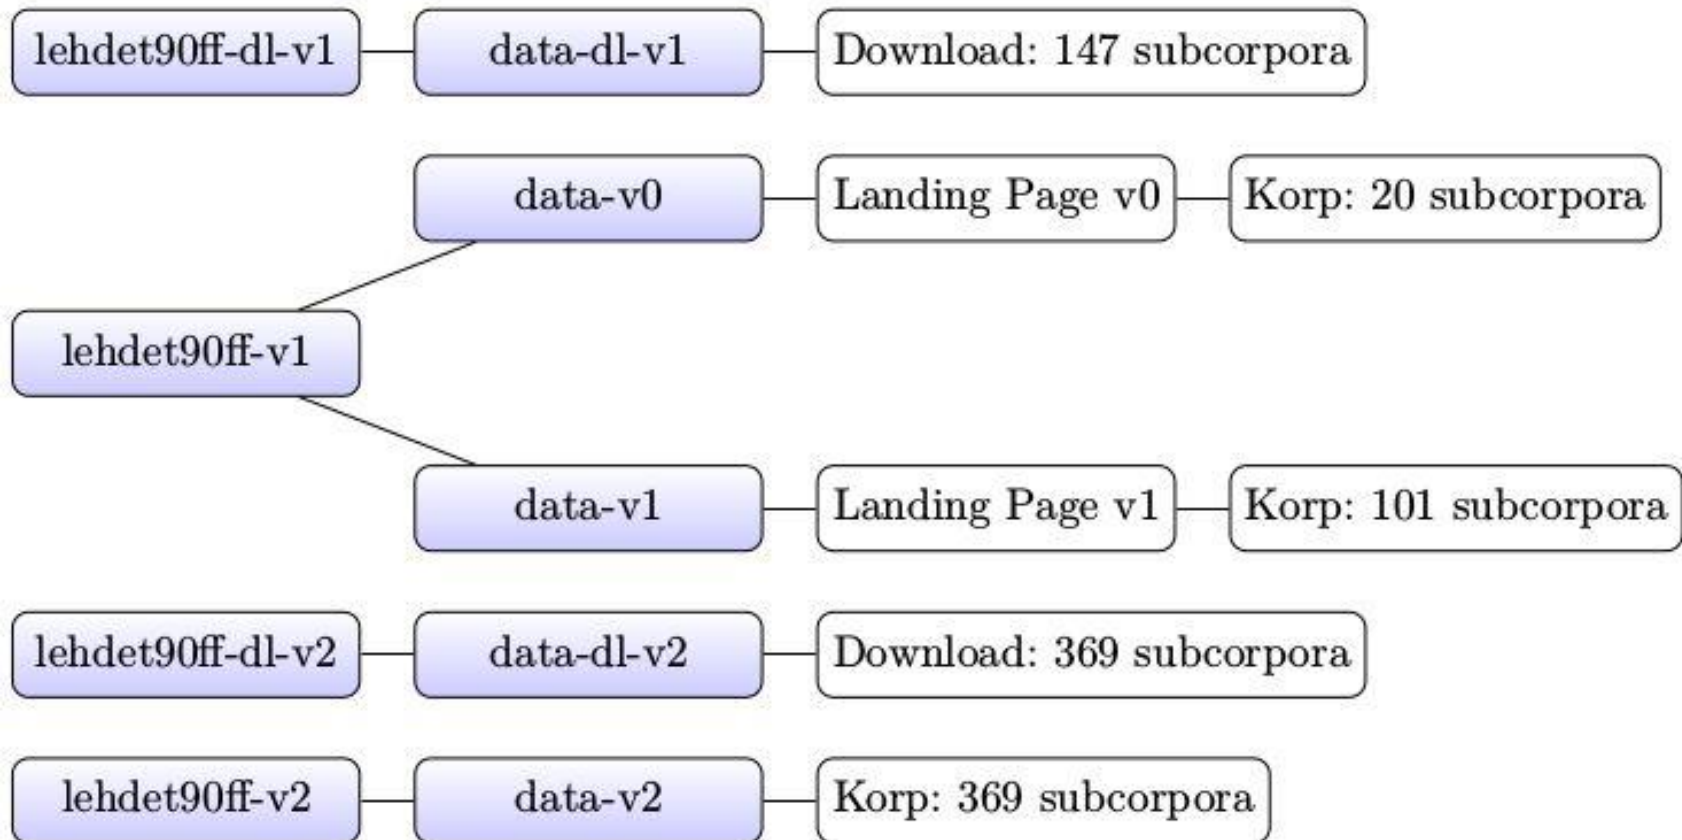 lehdet90ff-dl-v1 data-dl-v1 Download: 147 subcorpora
data-v0 Landing Page v0 Korp: 20 subcorpora
lehdet90ff-v1
data-v1 Landing Page v1 Korp: 101 subcorpora
lehdet90ff-dl-v2 data-dl-v2 Download: 369 subcorpora
lehdet90ff-v2 data-v2 Korp: 369 subcorpora